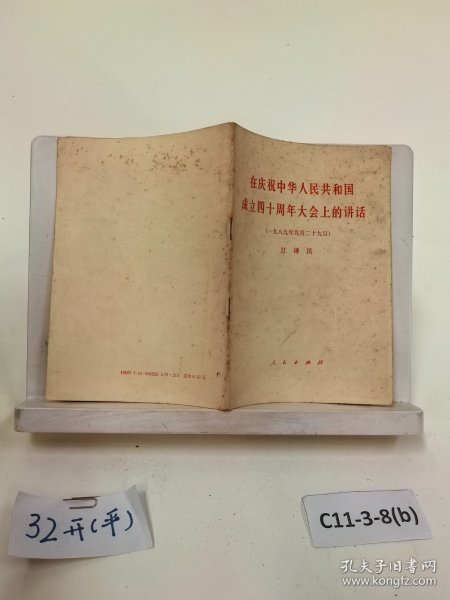 在庆祝中华人民共和国
成立四十周年大会上的讲话
(一九八九年九月二十九日)
江泽民
人民出版社
32开(平)
C11-3-8(b)
孔夫子旧书网
www.kongfz.com